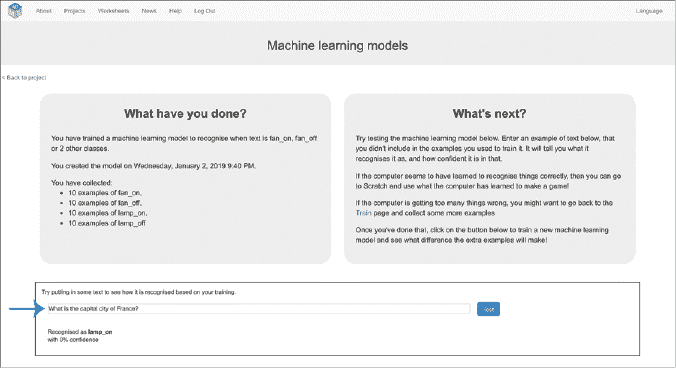 About Projects Worksheets News Help Log Out Language
Machine learning models
< Back to project
What have you done?
You have trained a machine learning model to recognise when text is fan_on, fan_off
or 2 other classes.
You created the model on Wednesday, January 2, 2019 9:40 PM.
You have collected:
• 10 examples of fan_on,
• 10 examples of fan_off,
• 10 examples of lamp_on,
• 10 examples of lamp_off
What's next?
Try testing the machine learning model below. Enter an example of text below, that
you didn't include in the examples you used to train it. It will tell you what it
recognises it as, and how confident it is in that.
If the computer seems to have learned to recognise things correctly, then you can go
to Scratch and use what the computer has learned to make a game!
If the computer is getting too many things wrong, you might want to go back to the
Train page and collect some more examples
Once you've done that, click on the button below to train a new machine learning
model and see what difference the extra examples will make!
Try putting in some text to see how it is recognised based on your training.
What is the capital city of France?
Test
Recognised as lamp_on
with 0% confidence